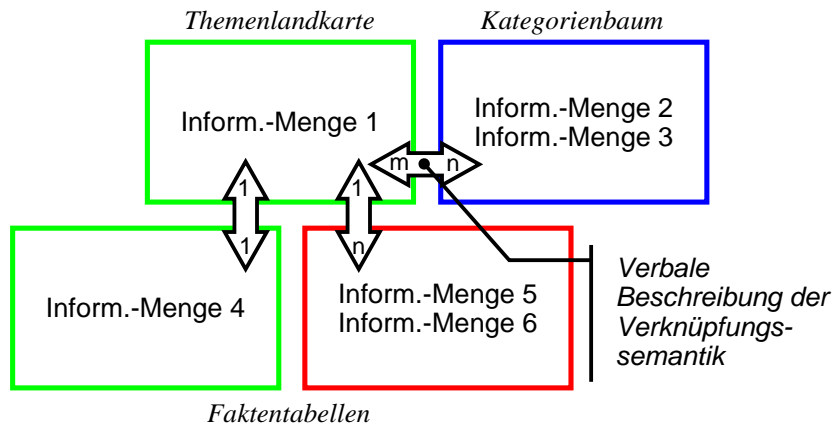 Themenlandkarte
Kategorienbaum
Inform.-Menge 1
Inform.-Menge 2
Inform.-Menge 3
m n
1 1
1 n
Inform.-Menge 4
Inform.-Menge 5
Inform.-Menge 6
Verbale
Beschreibung der
Verknüpfungs-
semantik
Faktentabellen